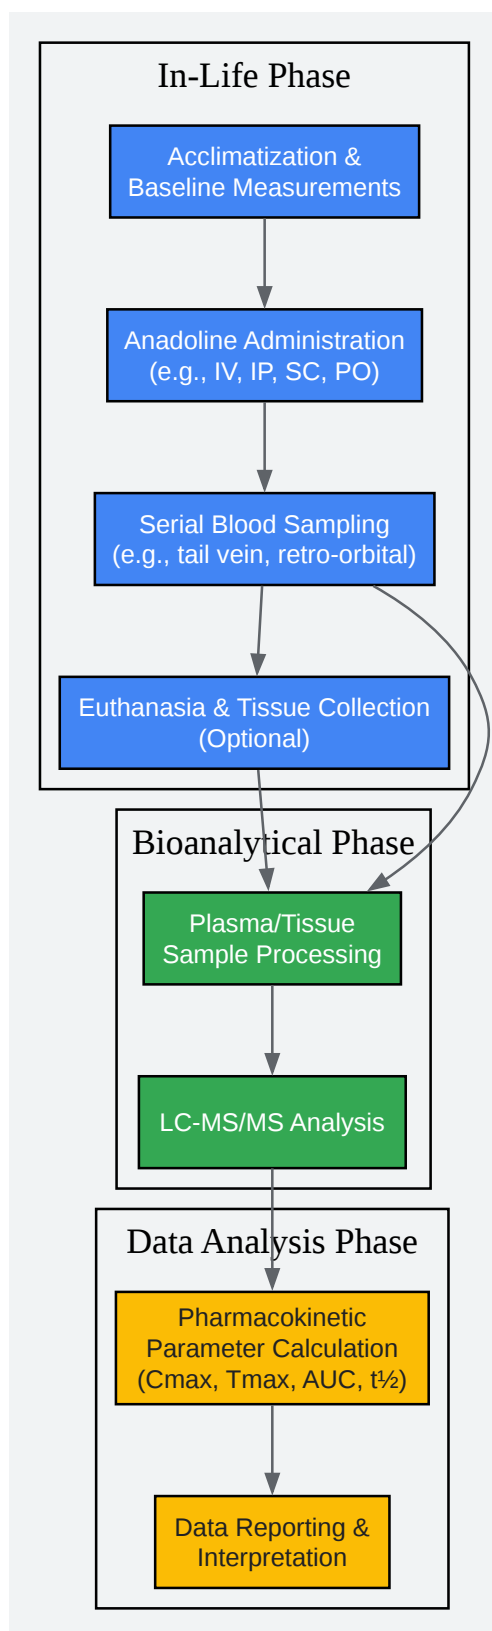 In-Life Phase
Acclimatization &
Baseline Measurements
Anadoline Administration
(e.g., IV, IP, SC, PO)
Serial Blood Sampling
(e.g., tail vein, retro-orbital)
Euthanasia & Tissue Collection
(Optional)
Bioanalytical Phase
Plasma/Tissue
Sample Processing
LC-MS/MS Analysis
Data Analysis Phase
Pharmacokinetic
Parameter Calculation
(Cmax, Tmax, AUC, t½)
Data Reporting &
Interpretation